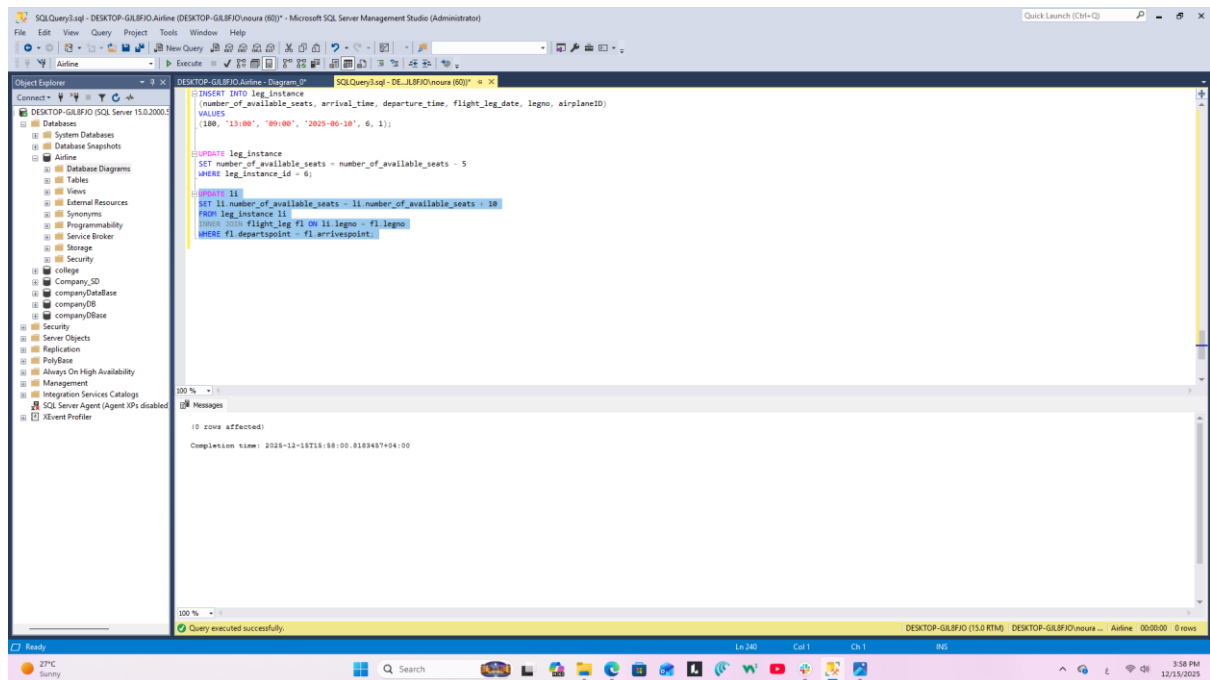 SQLQuery3.sql - DESKTOP-GJL8FJO.Airline (DESKTOP-GJL8FJO\noura (60))* - Microsoft SQL Server Management Studio (Administrator)
Quick Launch (Ctrl+Q)
File Edit View Query Project Tools Window Help
New Query
Airline
Execute
Object Explorer
DESKTOP-GJL8FJO.Airline - Diagram_0*
SQLQuery3.sql - DE...JL8FJO\noura (60))*
Connect
DESKTOP-GJL8FJO (SQL Server 15.0.2000.5
Databases
System Databases
Database Snapshots
Airline
Database Diagrams
Tables
Views
External Resources
Synonyms
Programmability
Service Broker
Storage
Security
college
Company_SD
companyDataBase
companyDB
companyDBase
Security
Server Objects
Replication
PolyBase
Always On High Availability
Management
Integration Services Catalogs
SQL Server Agent (Agent XPs disabled
XEvent Profiler
INSERT INTO leg_instance
(number_of_available_seats, arrival_time, departure_time, flight_leg_date, legno, airplaneID)
VALUES
(180, '13:00', '09:00', '2025-06-10', 6, 1);
UPDATE leg_instance
SET number_of_available_seats = number_of_available_seats - 5
WHERE leg_instance_id = 6;
UPDATE li
SET li.number_of_available_seats = li.number_of_available_seats + 10
FROM leg_instance li
INNER JOIN flight_leg fl ON li.legno = fl.legno
WHERE fl.departspoint = fl.arrivespoint;
100 %
Messages
(0 rows affected)
Completion time: 2025-12-15T15:58:00.8183457+04:00
100 %
Query executed successfully.
DESKTOP-GJL8FJO (15.0 RTM) DESKTOP-GJL8FJO\noura ... Airline 00:00:00 0 rows
Ready
Ln 240 Col 1 Ch 1 INS
27°C
Sunny
Search
ع
3:58 PM
12/15/2025